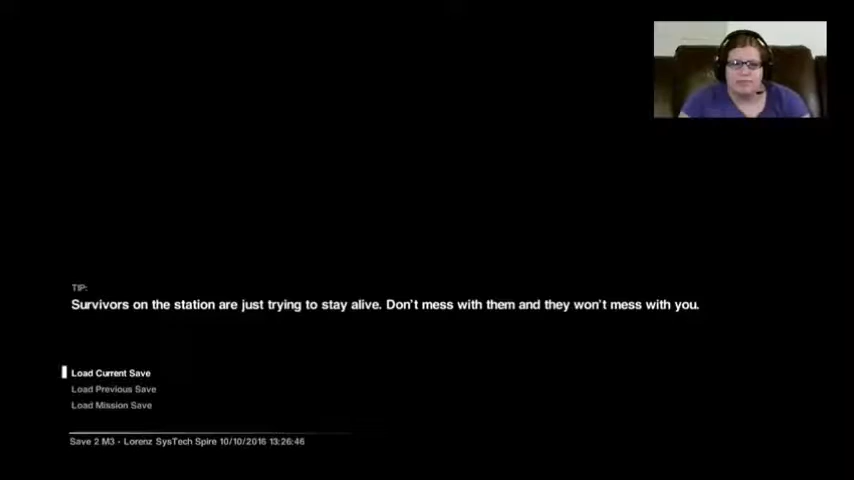 TIP:
Survivors on the station are just trying to stay alive. Don't mess with them and they won't mess with you.
Load Current Save
Load Previous Save
Load Mission Save
Save 2 M3 - Lorenz SysTech Spire 10/10/2016 13:26:46